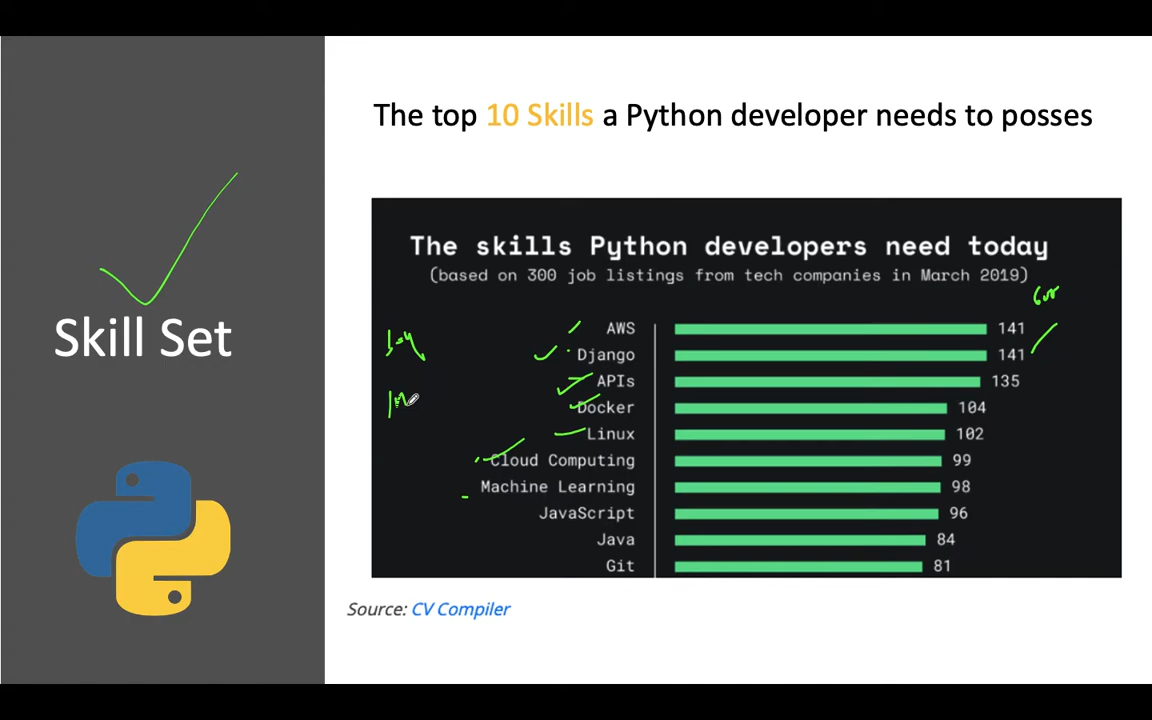 The top 10 Skills a Python developer needs to posses
Skill Set
The skills Python developers need today
(based on 300 job listings from tech companies in March 2019)
AWS 141
Django 141
APIs 135
Docker 104
Linux 102
Cloud Computing 99
Machine Learning 98
JavaScript 96
Java 84
Git 81
Source: CV Compiler